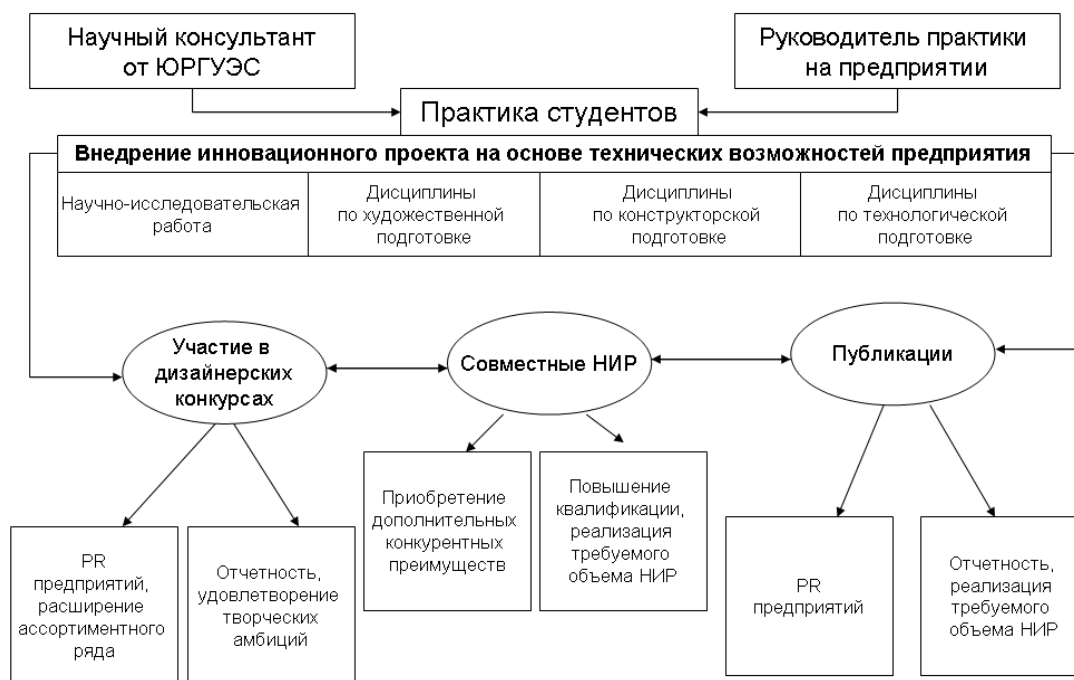 Научный консультант
от ЮРГУЭС
Руководитель практики
на предприятии
Практика студентов
Внедрение инновационного проекта на основе технических возможностей предприятия
Научно-исследовательская
работа
Дисциплины
по художественной
подготовке
Дисциплины
по конструкторской
подготовке
Дисциплины
по технологической
подготовке
Участие в
дизайнерских
конкурсах
Совместные НИР
Публикации
PR
предприятий,
расширение
ассортиментного
ряда
Отчетность,
удовлетворение
творческих
амбиций
Приобретение
дополнительных
конкурентных
преимуществ
Повышение
квалификации,
реализация
требуемого
объема НИР
PR
предприятий
Отчетность,
реализация
требуемого
объема НИР